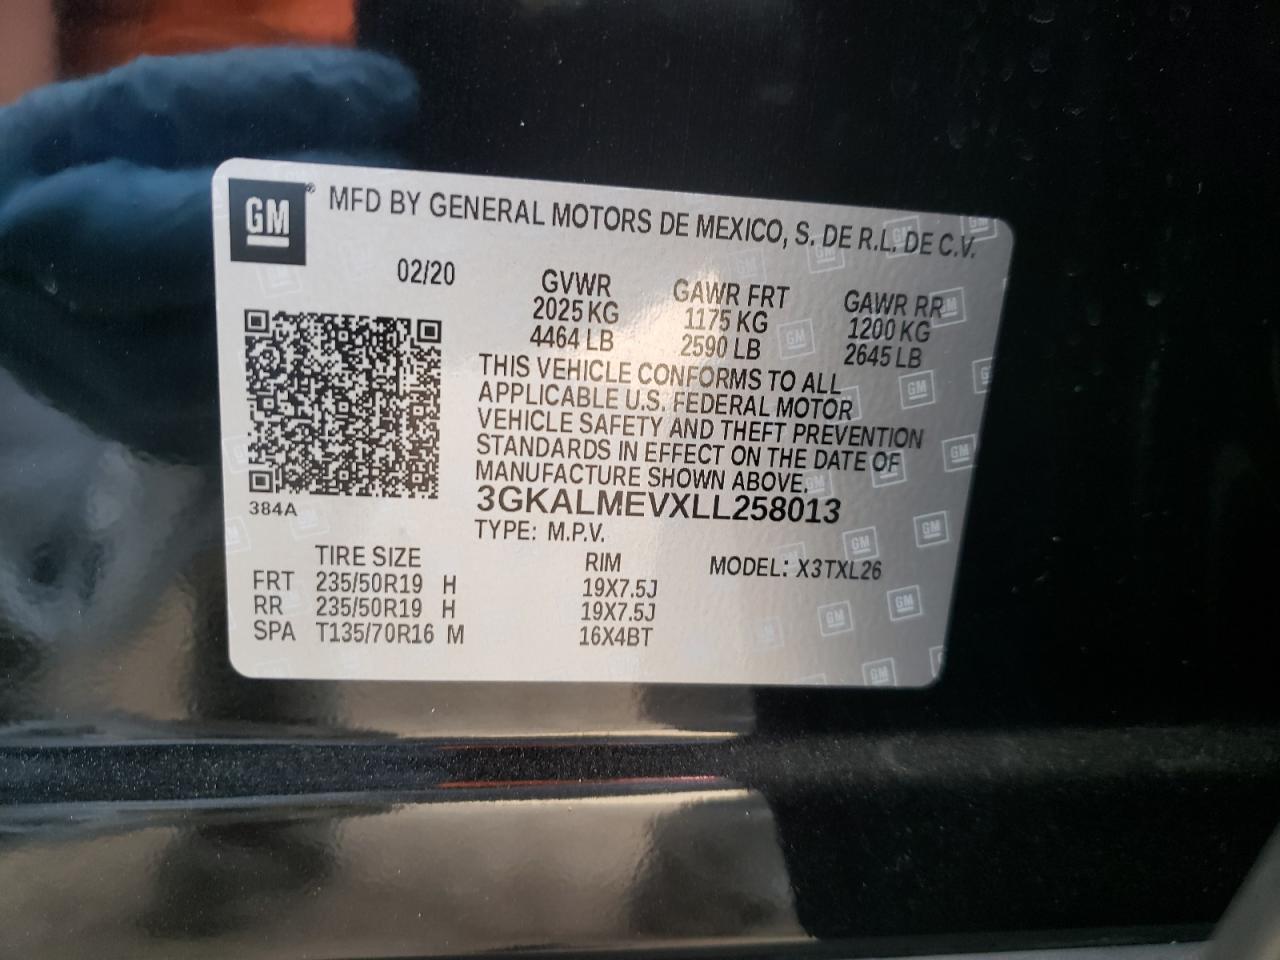 GM® MFD BY GENERAL MOTORS DE MEXICO, S. DE R.L. DE C.V.
02/20 GVWR GAWR FRT GAWR RR
2025 KG 1175 KG 1200 KG
4464 LB 2590 LB 2645 LB
THIS VEHICLE CONFORMS TO ALL
APPLICABLE U.S. FEDERAL MOTOR
VEHICLE SAFETY AND THEFT PREVENTION
STANDARDS IN EFFECT ON THE DATE OF
MANUFACTURE SHOWN ABOVE.
384A 3GKALMEVXLL258013
TYPE: M.P.V.
TIRE SIZE RIM MODEL: X3TXL26
FRT 235/50R19 H 19X7.5J
RR 235/50R19 H 19X7.5J
SPA T135/70R16 M 16X4BT